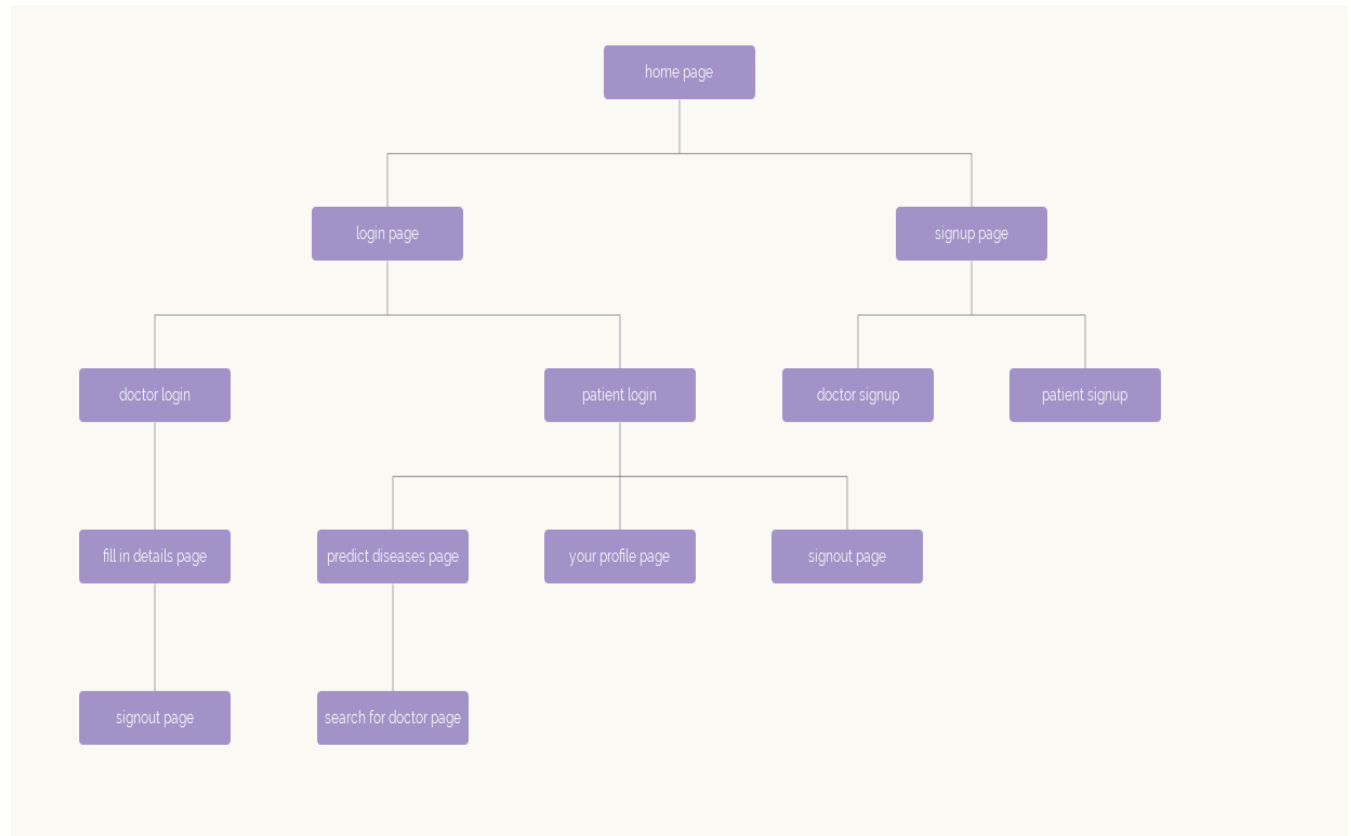 home page
login page
signup page
doctor login
patient login
doctor signup
patient signup
fill in details page
predict diseases page
your profile page
signout page
signout page
search for doctor page